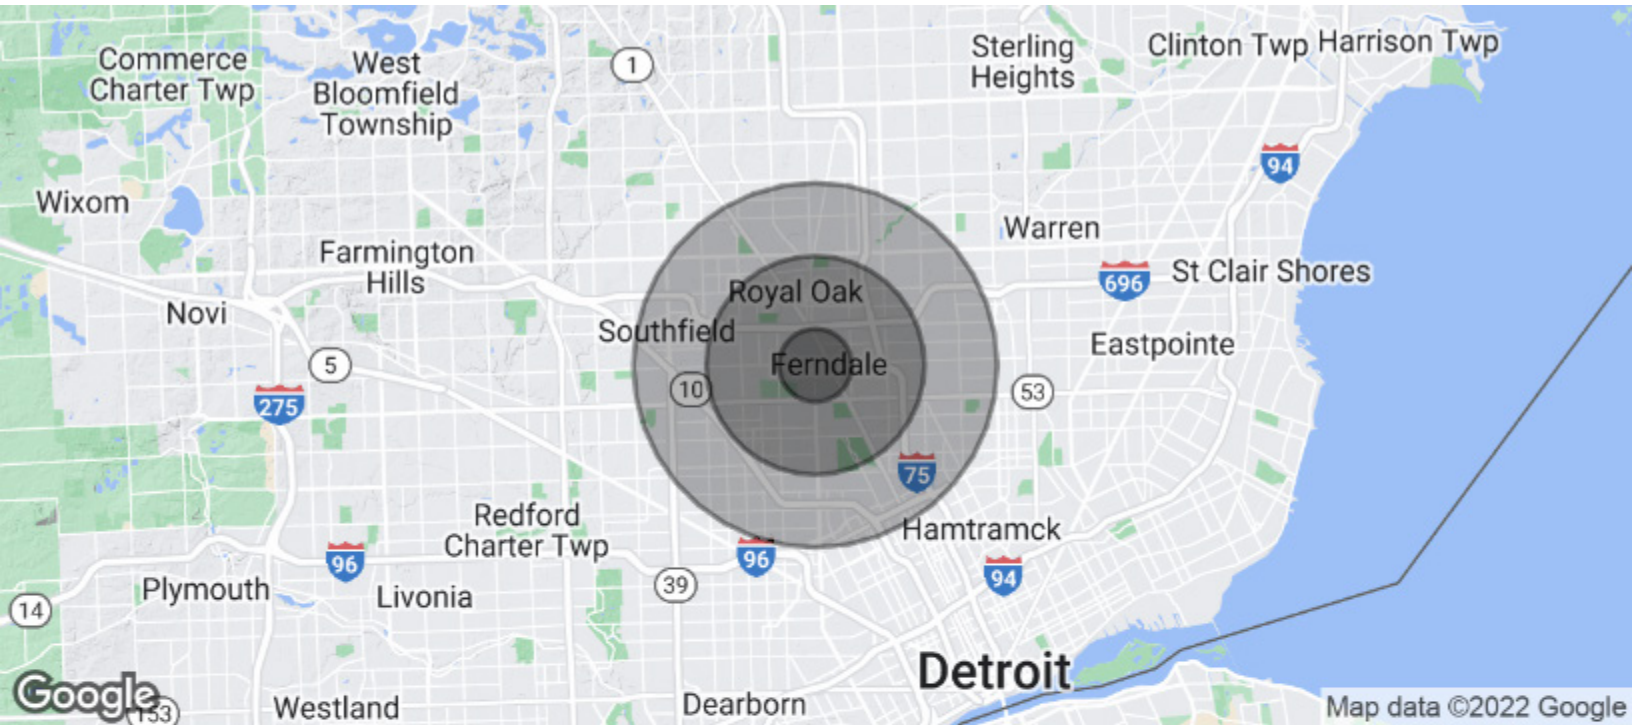 Commerce
Charter Twp
West
Bloomfield
Township
1
Sterling
Heights
Clinton Twp
Harrison Twp
94
Wixom
Warren
Farmington
Hills
696
St Clair Shores
Royal Oak
Novi
Southfield
Eastpointe
5
Ferndale
10
53
275
75
Redford
Charter Twp
Hamtramck
96
96
94
39
Plymouth
Livonia
14
Detroit
Google
153
Westland
Dearborn
Map data ©2022 Google